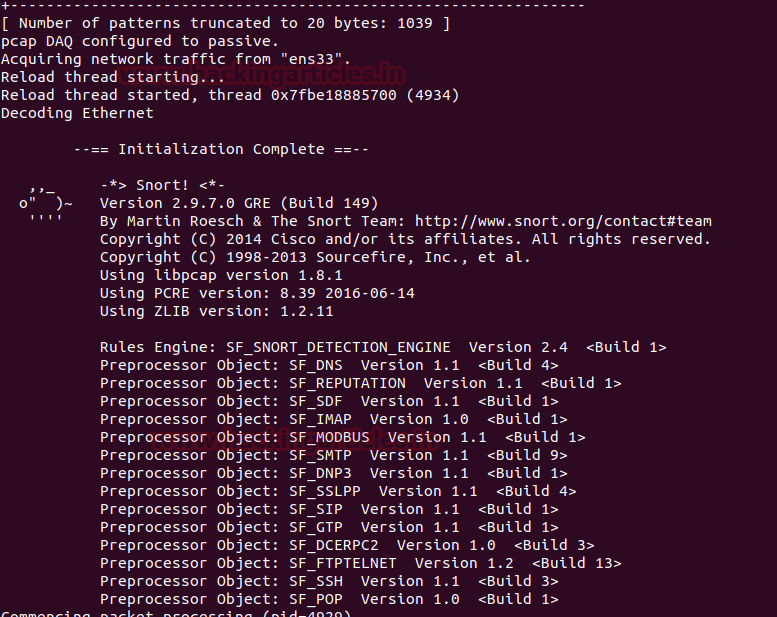 +----------------------------------------------------------------
[ Number of patterns truncated to 20 bytes: 1039 ]
pcap DAQ configured to passive.
Acquiring network traffic from "ens33".
www.hackingarticles.in
Reload thread starting...
Reload thread started, thread 0x7fbe18885700 (4934)
Decoding Ethernet
--== Initialization Complete ==--
,,_     -*> Snort! <*-
o"  )~   Version 2.9.7.0 GRE (Build 149)
''''    By Martin Roesch & The Snort Team: http://www.snort.org/contact#team
Copyright (C) 2014 Cisco and/or its affiliates. All rights reserved.
Copyright (C) 1998-2013 Sourcefire, Inc., et al.
Using libpcap version 1.8.1
Using PCRE version: 8.39 2016-06-14
Using ZLIB version: 1.2.11
Rules Engine: SF_SNORT_DETECTION_ENGINE  Version 2.4  <Build 1>
Preprocessor Object: SF_DNS  Version 1.1  <Build 4>
Preprocessor Object: SF_REPUTATION  Version 1.1  <Build 1>
Preprocessor Object: SF_SDF  Version 1.1  <Build 1>
Preprocessor Object: SF_IMAP  Version 1.0  <Build 1>
Preprocessor Object: SF_MODBUS  Version 1.1  <Build 1>
www.hackingarticles.in
Preprocessor Object: SF_SMTP  Version 1.1  <Build 9>
Preprocessor Object: SF_DNP3  Version 1.1  <Build 1>
Preprocessor Object: SF_SSLPP  Version 1.1  <Build 4>
Preprocessor Object: SF_SIP  Version 1.1  <Build 1>
Preprocessor Object: SF_GTP  Version 1.1  <Build 1>
Preprocessor Object: SF_DCERPC2  Version 1.0  <Build 3>
Preprocessor Object: SF_FTPTELNET  Version 1.2  <Build 13>
Preprocessor Object: SF_SSH  Version 1.1  <Build 3>
Preprocessor Object: SF_POP  Version 1.0  <Build 1>
Commencing packet processing (pid=4929)